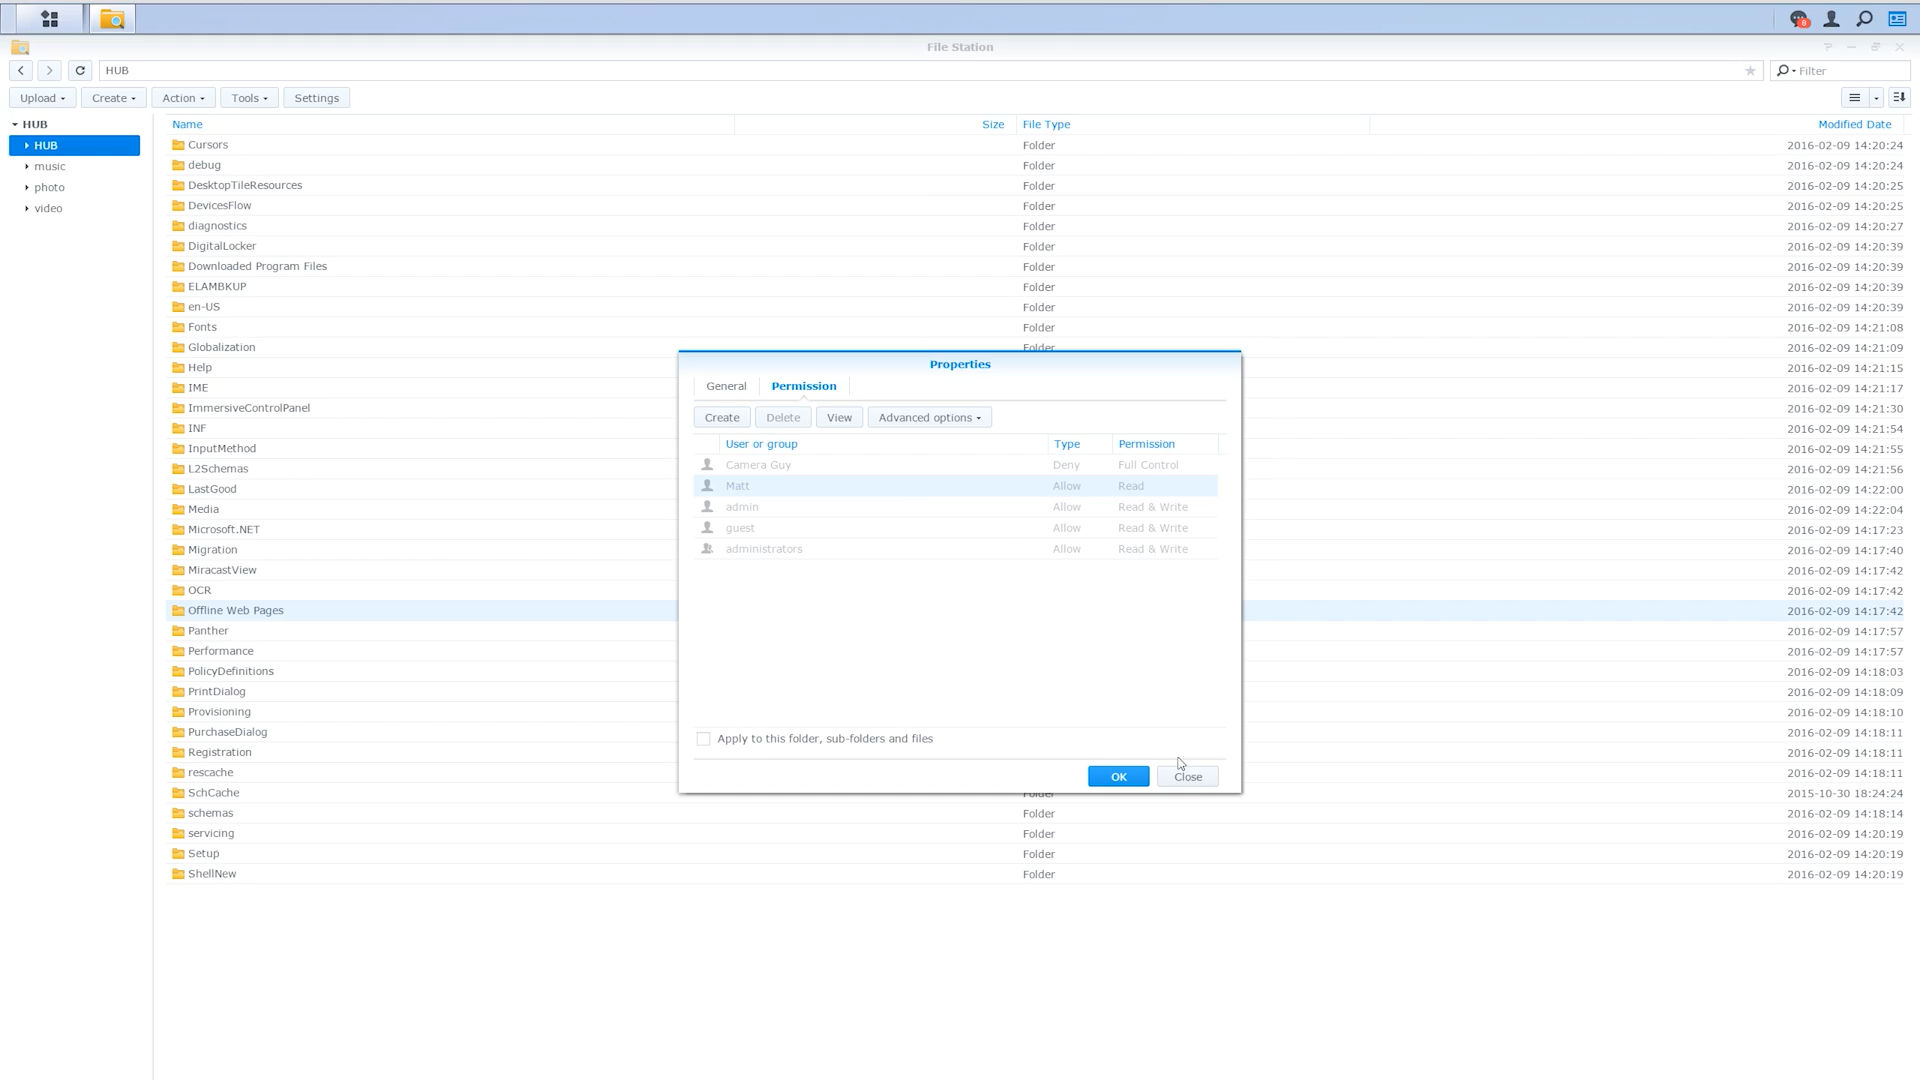 8
File Station
HUB
Filter
Upload
Create
Action
Tools
Settings
HUB
HUB
music
photo
video
Name Size File Type Modified Date
Cursors Folder 2016-02-09 14:20:24
debug Folder 2016-02-09 14:20:24
DesktopTileResources Folder 2016-02-09 14:20:25
DevicesFlow Folder 2016-02-09 14:20:25
diagnostics Folder 2016-02-09 14:20:27
DigitalLocker Folder 2016-02-09 14:20:39
Downloaded Program Files Folder 2016-02-09 14:20:39
ELAMBKUP Folder 2016-02-09 14:20:39
en-US Folder 2016-02-09 14:20:39
Fonts Folder 2016-02-09 14:21:08
Globalization Folder 2016-02-09 14:21:09
Help 2016-02-09 14:21:15
IME 2016-02-09 14:21:17
ImmersiveControlPanel 2016-02-09 14:21:30
INF 2016-02-09 14:21:54
InputMethod 2016-02-09 14:21:55
L2Schemas 2016-02-09 14:21:56
LastGood 2016-02-09 14:22:00
Media 2016-02-09 14:22:04
Microsoft.NET 2016-02-09 14:17:23
Migration 2016-02-09 14:17:40
MiracastView 2016-02-09 14:17:42
OCR 2016-02-09 14:17:42
Offline Web Pages 2016-02-09 14:17:42
Panther 2016-02-09 14:17:57
Performance 2016-02-09 14:17:57
PolicyDefinitions 2016-02-09 14:18:03
PrintDialog 2016-02-09 14:18:09
Provisioning 2016-02-09 14:18:10
PurchaseDialog 2016-02-09 14:18:11
Registration 2016-02-09 14:18:11
rescache 2016-02-09 14:18:11
SchCache Folder 2015-10-30 18:24:24
schemas Folder 2016-02-09 14:18:14
servicing Folder 2016-02-09 14:20:19
Setup Folder 2016-02-09 14:20:19
ShellNew Folder 2016-02-09 14:20:19
Properties
General Permission
Create Delete View Advanced options
User or group Type Permission
Camera Guy Deny Full Control
Matt Allow Read
admin Allow Read & Write
guest Allow Read & Write
administrators Allow Read & Write
Apply to this folder, sub-folders and files
OK Close